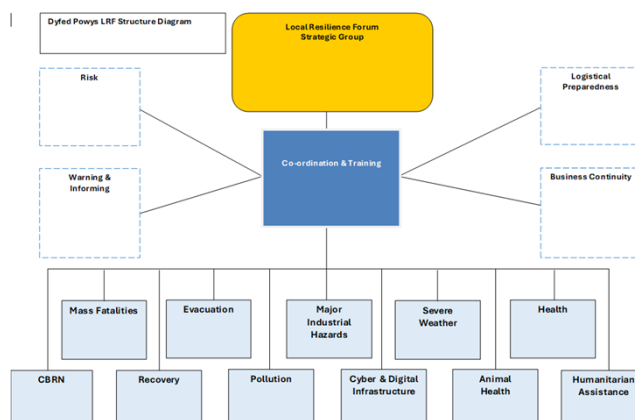 Dyfed Powys LRF Structure Diagram
Local Resilience Forum
Strategic Group
Risk
Logistical
Preparedness
Co-ordination & Training
Warning &
Informing
Business Continuity
Mass Fatalities
Evacuation
Major
Industrial
Hazards
Severe
Weather
Health
CBRN
Recovery
Pollution
Cyber & Digital
Infrastructure
Animal
Health
Humanitarian
Assistance